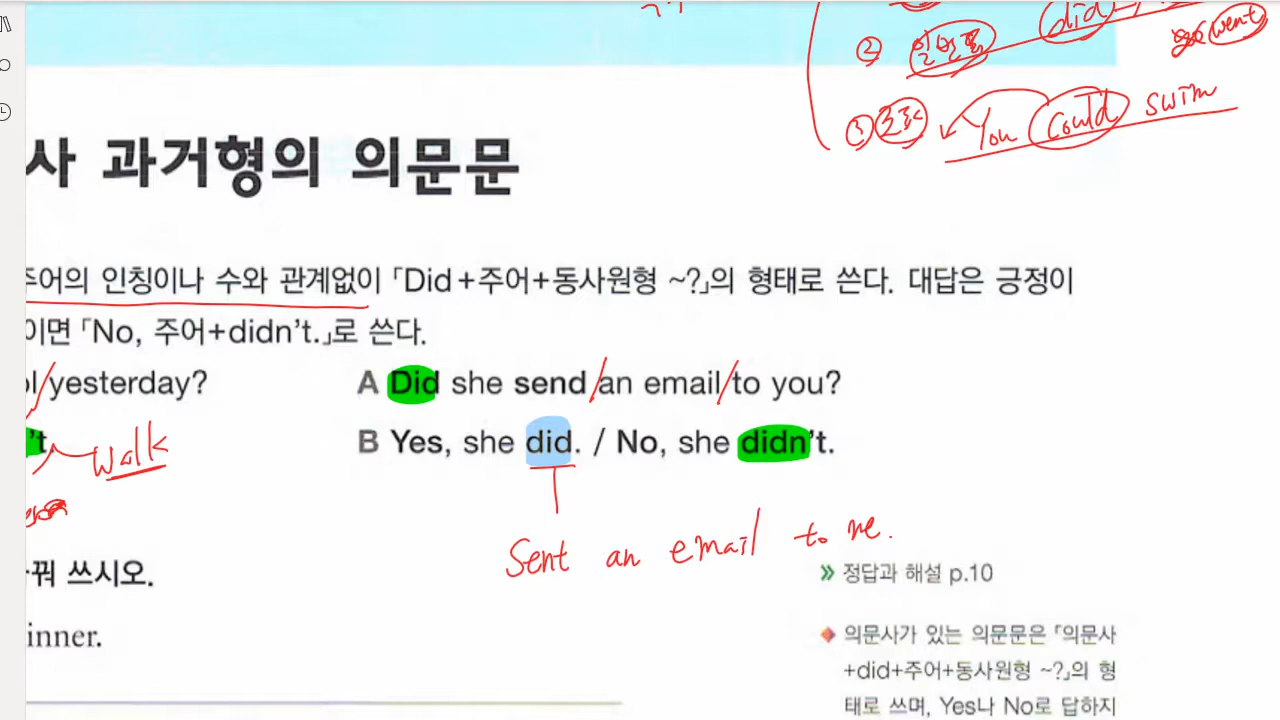 did
② 일반동
went
③ 조동 You could swim
사 과거형의 의문문
주어의 인칭이나 수와 관계없이 「Did+주어+동사원형 ~?」의 형태로 쓴다. 대답은 긍정이
이면 「No, 주어+didn't.」로 쓴다.
ol/yesterday?
A Did she send/an email/to you?
't.
B Yes, she did. / No, she didn't.
walk
Sent an email to me.
꿔 쓰시오.
» 정답과 해설 p.10
inner.
의문사가 있는 의문문은 「의문사
+did+주어+동사원형 ~?」의 형
태로 쓰며, Yes나 No로 답하지